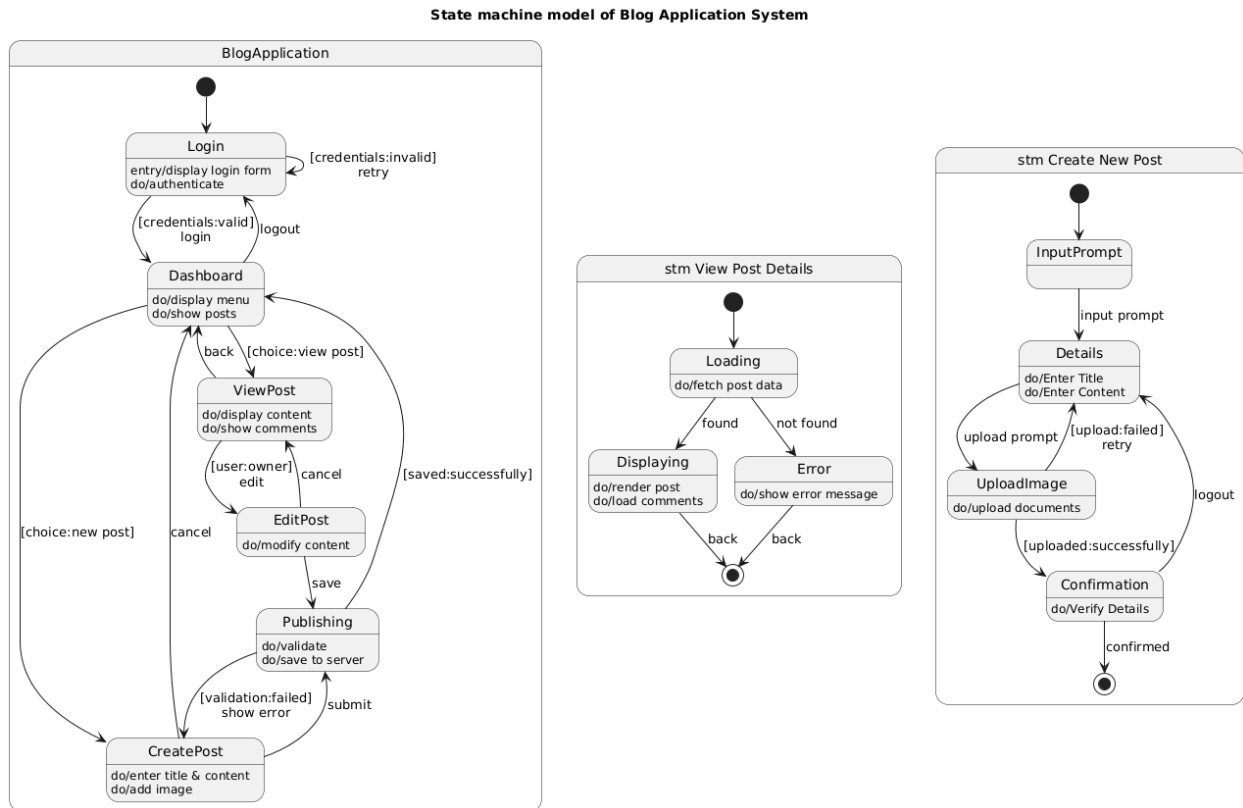 State machine model of Blog Application System
BlogApplication
Login
entry/display login form
do/authenticate
[credentials:invalid]
retry
[credentials:valid]
login
logout
Dashboard
do/display menu
do/show posts
back
[choice:view post]
ViewPost
do/display content
do/show comments
[user:owner]
edit
cancel
[saved:successfully]
[choice:new post]
cancel
EditPost
do/modify content
save
Publishing
do/validate
do/save to server
[validation:failed]
show error
submit
CreatePost
do/enter title & content
do/add image
stm View Post Details
Loading
do/fetch post data
found
not found
Displaying
do/render post
do/load comments
Error
do/show error message
back
back
stm Create New Post
InputPrompt
input prompt
Details
do/Enter Title
do/Enter Content
upload prompt
[upload:failed]
retry
UploadImage
do/upload documents
logout
[uploaded:successfully]
Confirmation
do/Verify Details
confirmed